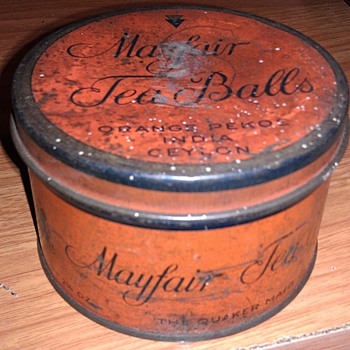 Mayfair
Tea Balls
ORANGE PEKOE
INDIA
CEYLON
Mayfair Tea
THE QUAKER MAID